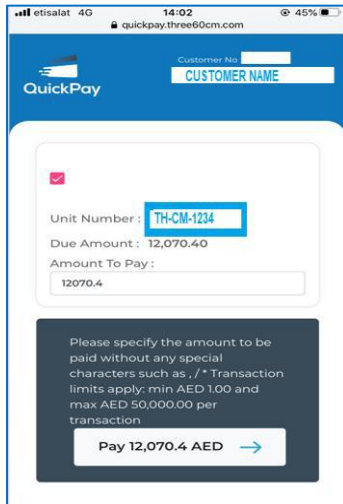 etisalat 4G 14:02 45%
quickpay.three60cm.com
Customer No
CUSTOMER NAME
QuickPay
Unit Number : TH-CM-1234
Due Amount : 12,070.40
Amount To Pay :
12070.4
Please specify the amount to be
paid without any special
characters such as , / * Transaction
limits apply: min AED 1.00 and
max AED 50,000.00 per
transaction
Pay 12,070.4 AED →